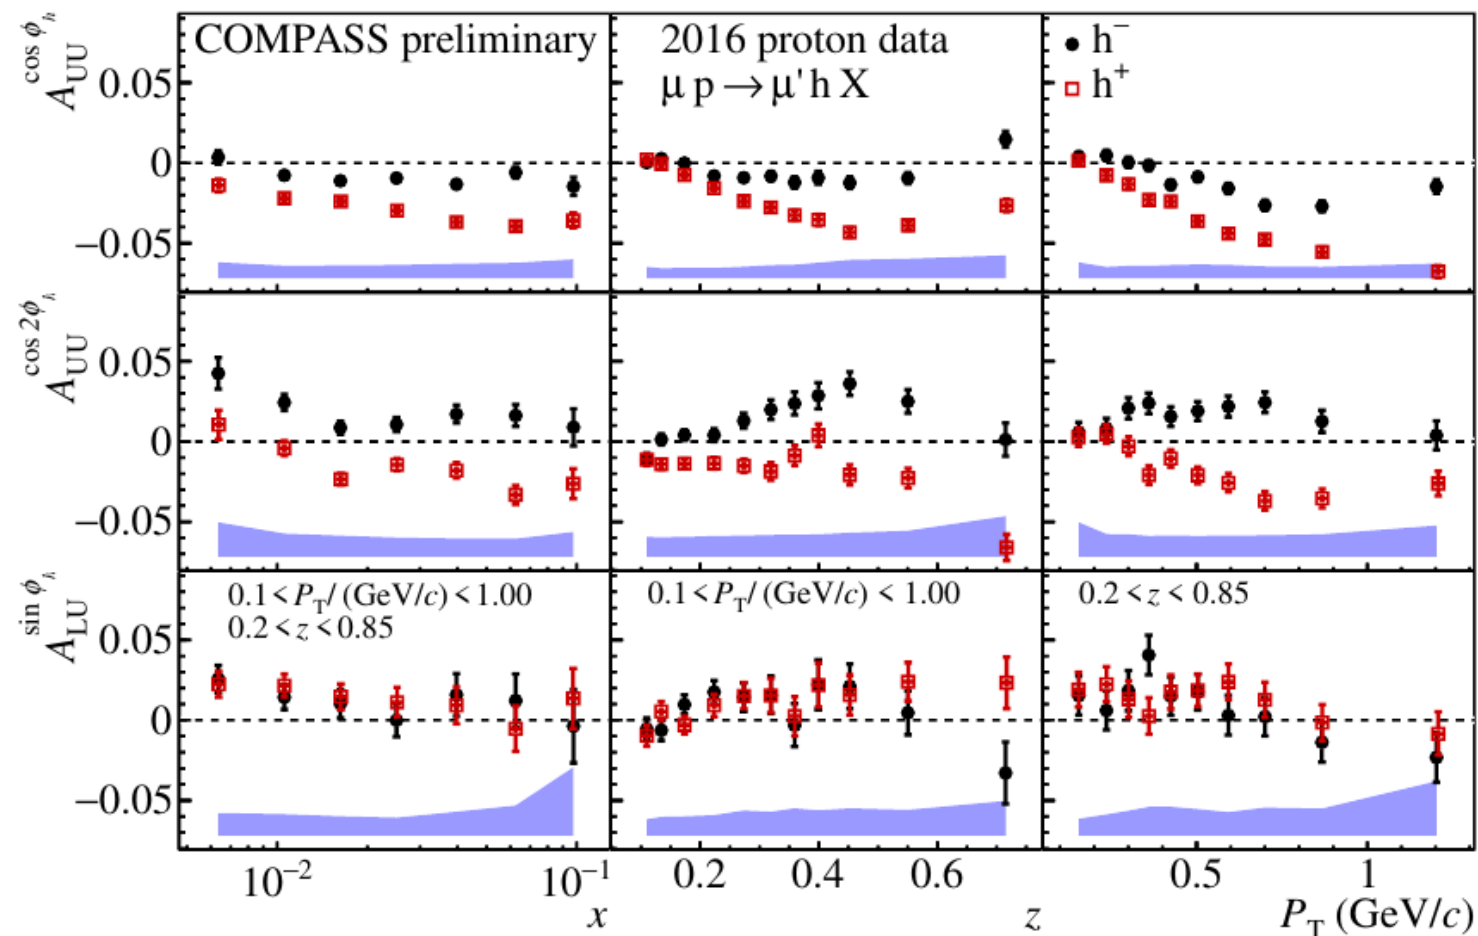 COMPASS preliminary
2016 proton data
μ p → μ' h X
h⁻
h⁺
A_UU^{cos ϕ_h}
0.05
0
−0.05
A_UU^{cos 2ϕ_h}
0.05
0
−0.05
0.1 < P_T / (GeV/c) < 1.00
0.2 < z < 0.85
0.1 < P_T / (GeV/c) < 1.00
0.2 < z < 0.85
A_LU^{sin ϕ_h}
0.05
0
−0.05
10⁻² 10⁻¹ 0.2 0.4 0.6 0.5 1
x z P_T (GeV/c)